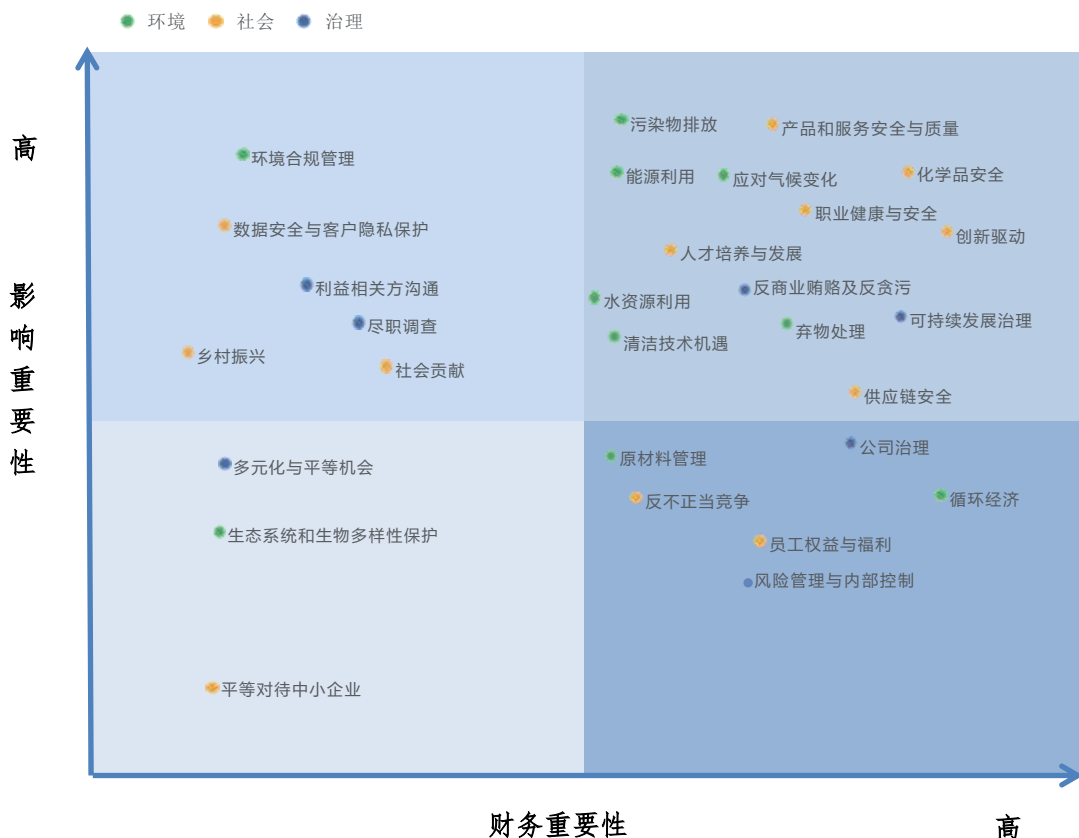 环境 社会 治理
高
影响重要性
污染物排放
产品和服务安全与质量
环境合规管理
能源利用
应对气候变化
化学品安全
职业健康与安全
数据安全与客户隐私保护
创新驱动
人才培养与发展
利益相关方沟通
反商业贿赂及反贪污
水资源利用
尽职调查
可持续发展治理
弃物处理
清洁技术机遇
乡村振兴
社会贡献
供应链安全
公司治理
原材料管理
多元化与平等机会
反不正当竞争
循环经济
生态系统和生物多样性保护
员工权益与福利
风险管理与内部控制
平等对待中小企业
财务重要性
高